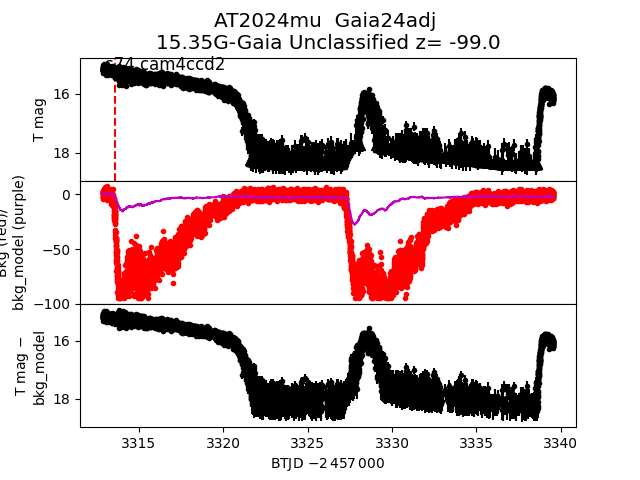 AT2024mu  Gaia24adj
15.35G-Gaia Unclassified z= -99.0
s74 cam4ccd2
T mag
16
18
Bkg (red)/
bkg_model (purple)
0
−50
−100
T mag −
bkg_model
16
18
3315
3320
3325
3330
3335
3340
BTJD −2 457 000